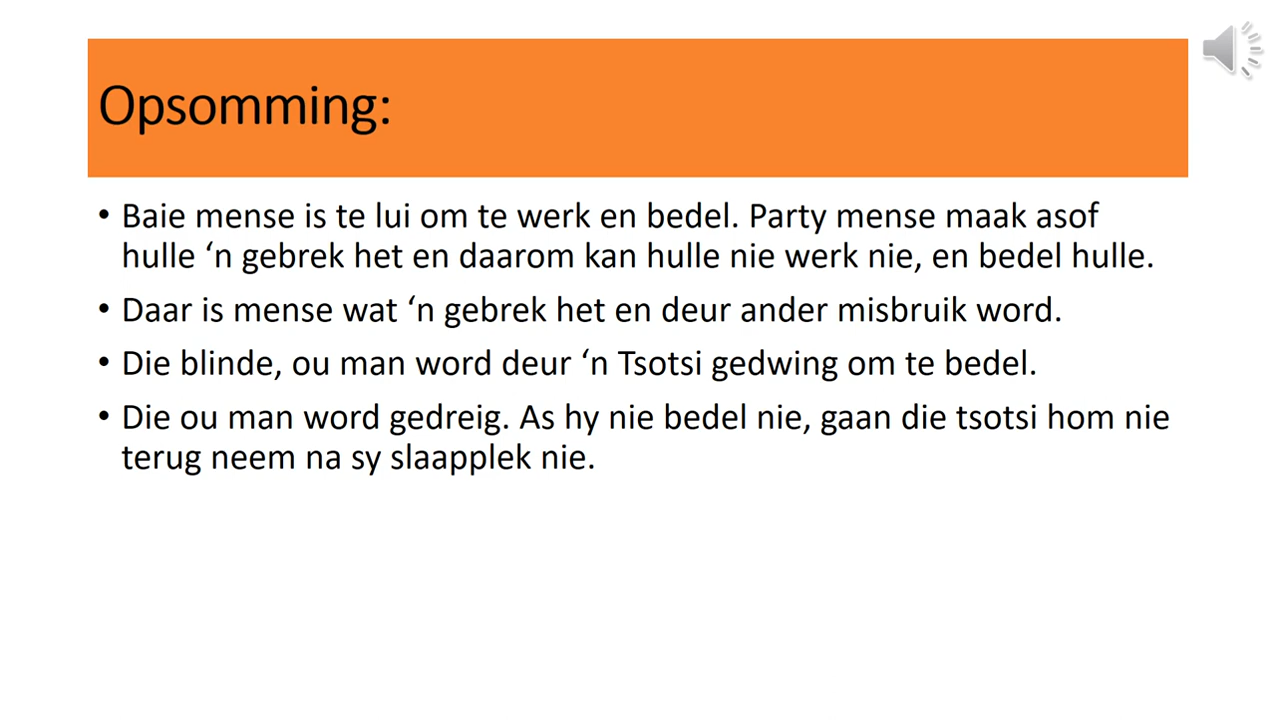 Opsomming:
• Baie mense is te lui om te werk en bedel. Party mense maak asof
hulle ‘n gebrek het en daarom kan hulle nie werk nie, en bedel hulle.
• Daar is mense wat ‘n gebrek het en deur ander misbruik word.
• Die blinde, ou man word deur ‘n Tsotsi gedwing om te bedel.
• Die ou man word gedreig. As hy nie bedel nie, gaan die tsotsi hom nie
terug neem na sy slaapplek nie.